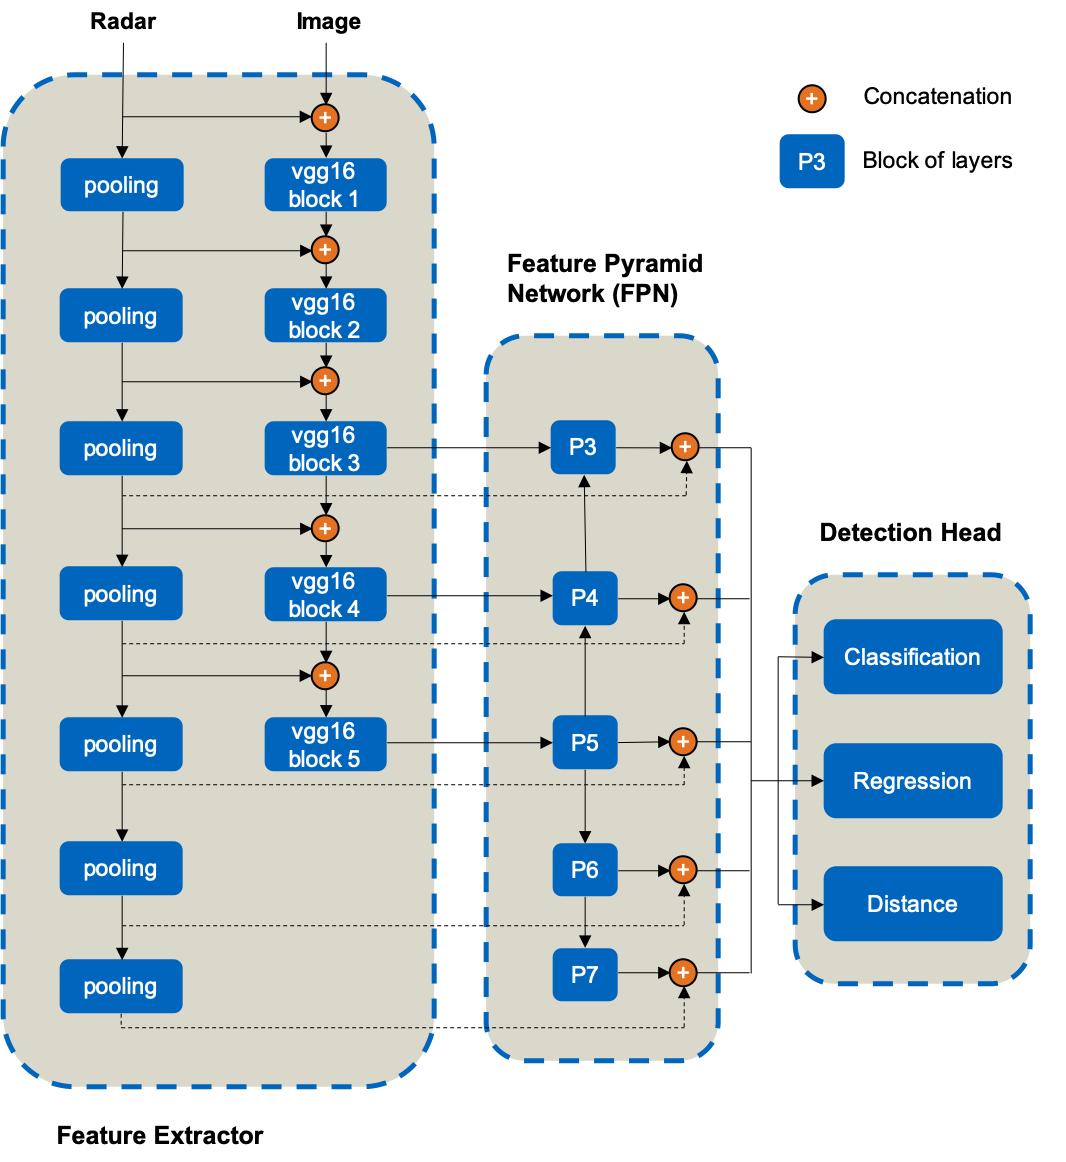 Radar
Image
Concatenation
P3
Block of layers
pooling
vgg16
block 1
Feature Pyramid
Network (FPN)
pooling
vgg16
block 2
pooling
vgg16
block 3
P3
Detection Head
pooling
vgg16
block 4
P4
Classification
pooling
vgg16
block 5
P5
Regression
pooling
P6
Distance
pooling
P7
Feature Extractor